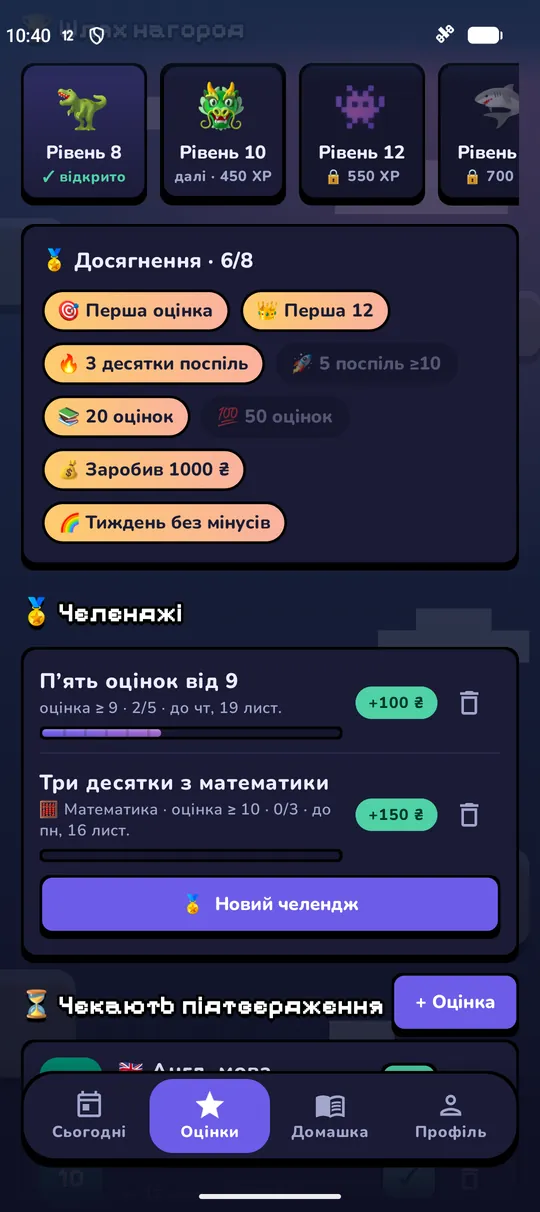 10:40 12
Шлях нагород
Рівень 8
✓ відкрито
Рівень 10
далі · 450 XP
Рівень 12
550 XP
Рівень
700
Досягнення · 6/8
Перша оцінка
Перша 12
3 десятки поспіль
5 поспіль ≥10
20 оцінок
50 оцінок
Заробив 1000 ₴
Тиждень без мінусів
Челенджі
П’ять оцінок від 9
оцінка ≥ 9 · 2/5 · до чт, 19 лист.
+100 ₴
Три десятки з математики
Математика · оцінка ≥ 10 · 0/3 · до
пн, 16 лист.
+150 ₴
Новий челендж
Чекають підтвердження
+ Оцінка
Англ. мова
Сьогодні
Оцінки
Домашка
Профіль
10